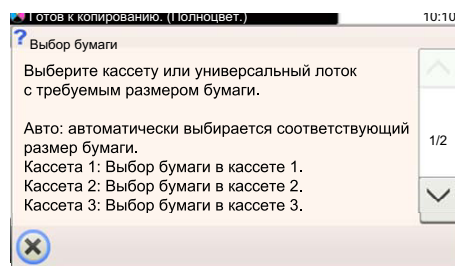 Готов к копированию. (Полноцвет.) 10:10
? Выбор бумаги
Выберите кассету или универсальный лоток
с требуемым размером бумаги.
Авто: автоматически выбирается соответствующий
размер бумаги.
1/2
Кассета 1: Выбор бумаги в кассете 1.
Кассета 2: Выбор бумаги в кассете 2.
Кассета 3: Выбор бумаги в кассете 3.